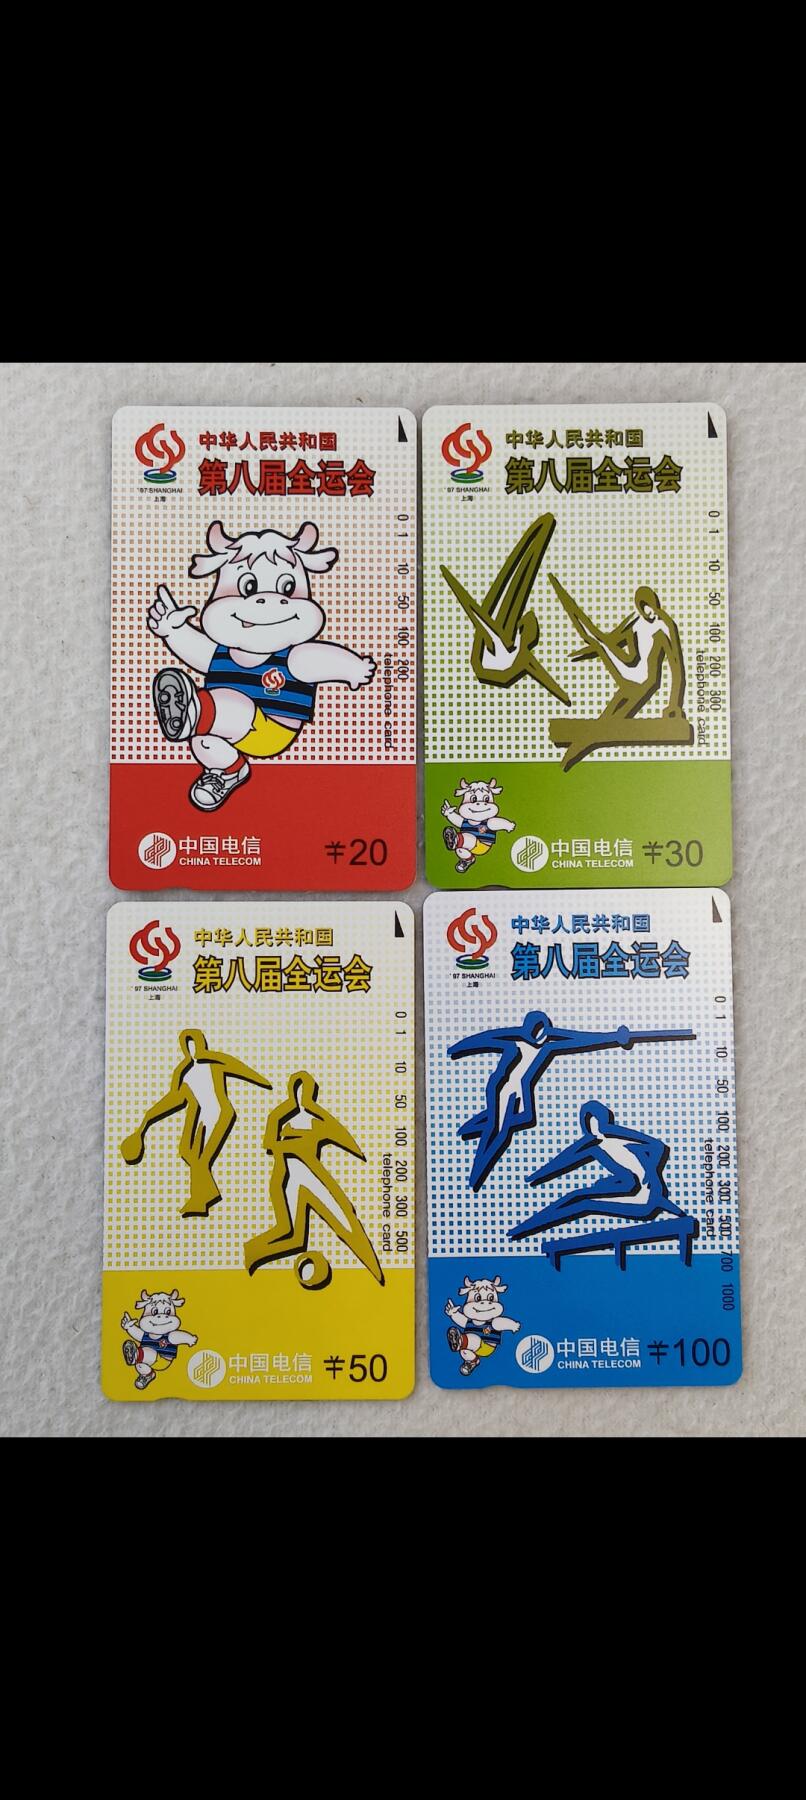 '97 SHANGHAI
上海
中华人民共和国
第八届全运会
0 1 10 50 100 200
telephone card
中国电信
CHINA TELECOM
¥20
'97 SHANGHAI
上海
中华人民共和国
第八届全运会
0 1 10 50 100 200 300
telephone card
中国电信
CHINA TELECOM
¥30
'97 SHANGHAI
上海
中华人民共和国
第八届全运会
0 1 10 50 100 200 300 500
telephone card
中国电信
CHINA TELECOM
¥50
'97 SHANGHAI
上海
中华人民共和国
第八届全运会
0 1 10 50 100 200 300 500 700 1000
telephone card
中国电信
CHINA TELECOM
¥100